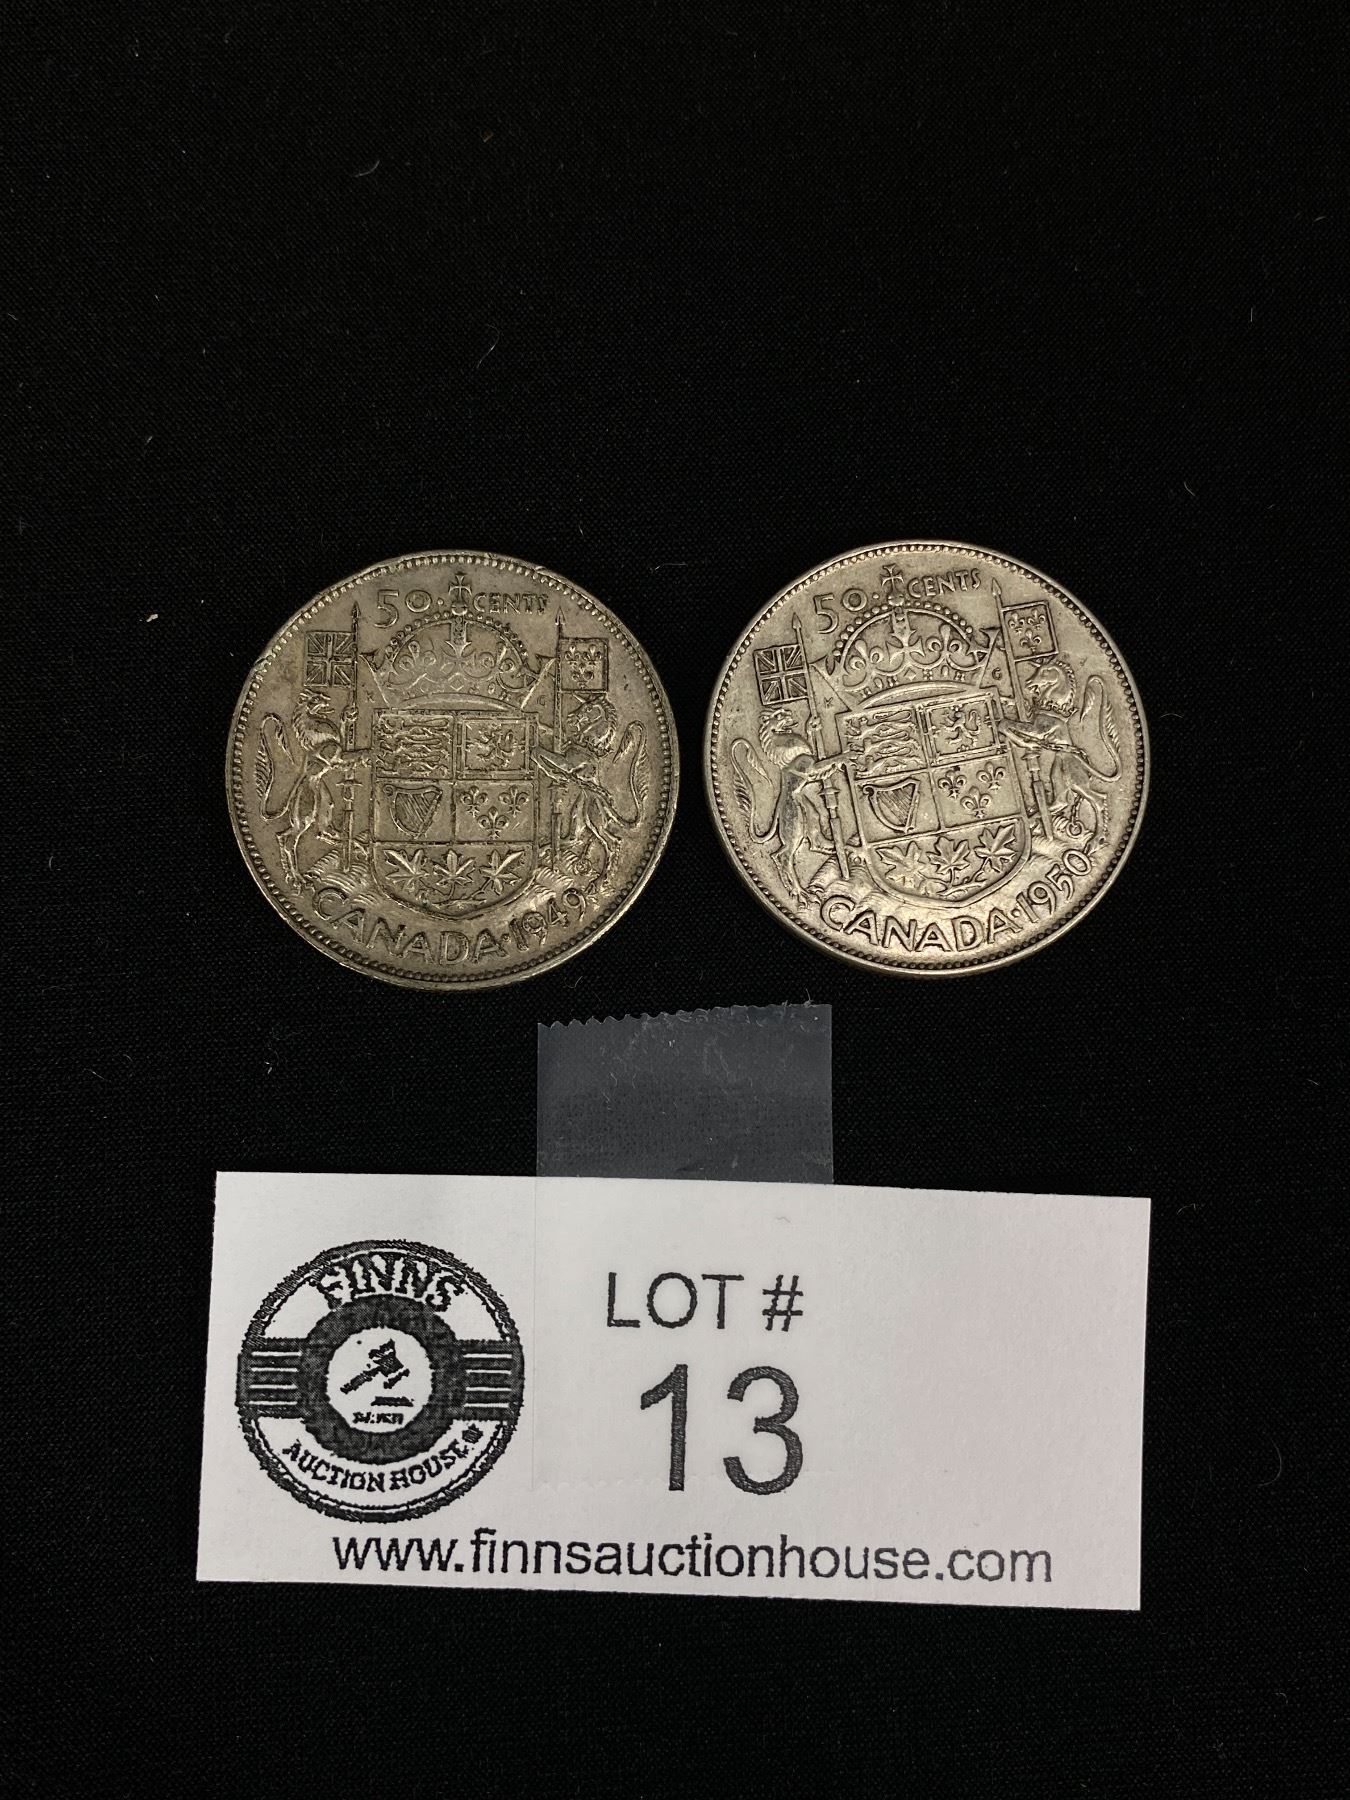 50 CENTS
K G
CANADA · 1949
50 CENTS
K G
CANADA · 1950
FINNS
AUCTION HOUSE
LOT #
13
www.finnsauctionhouse.com